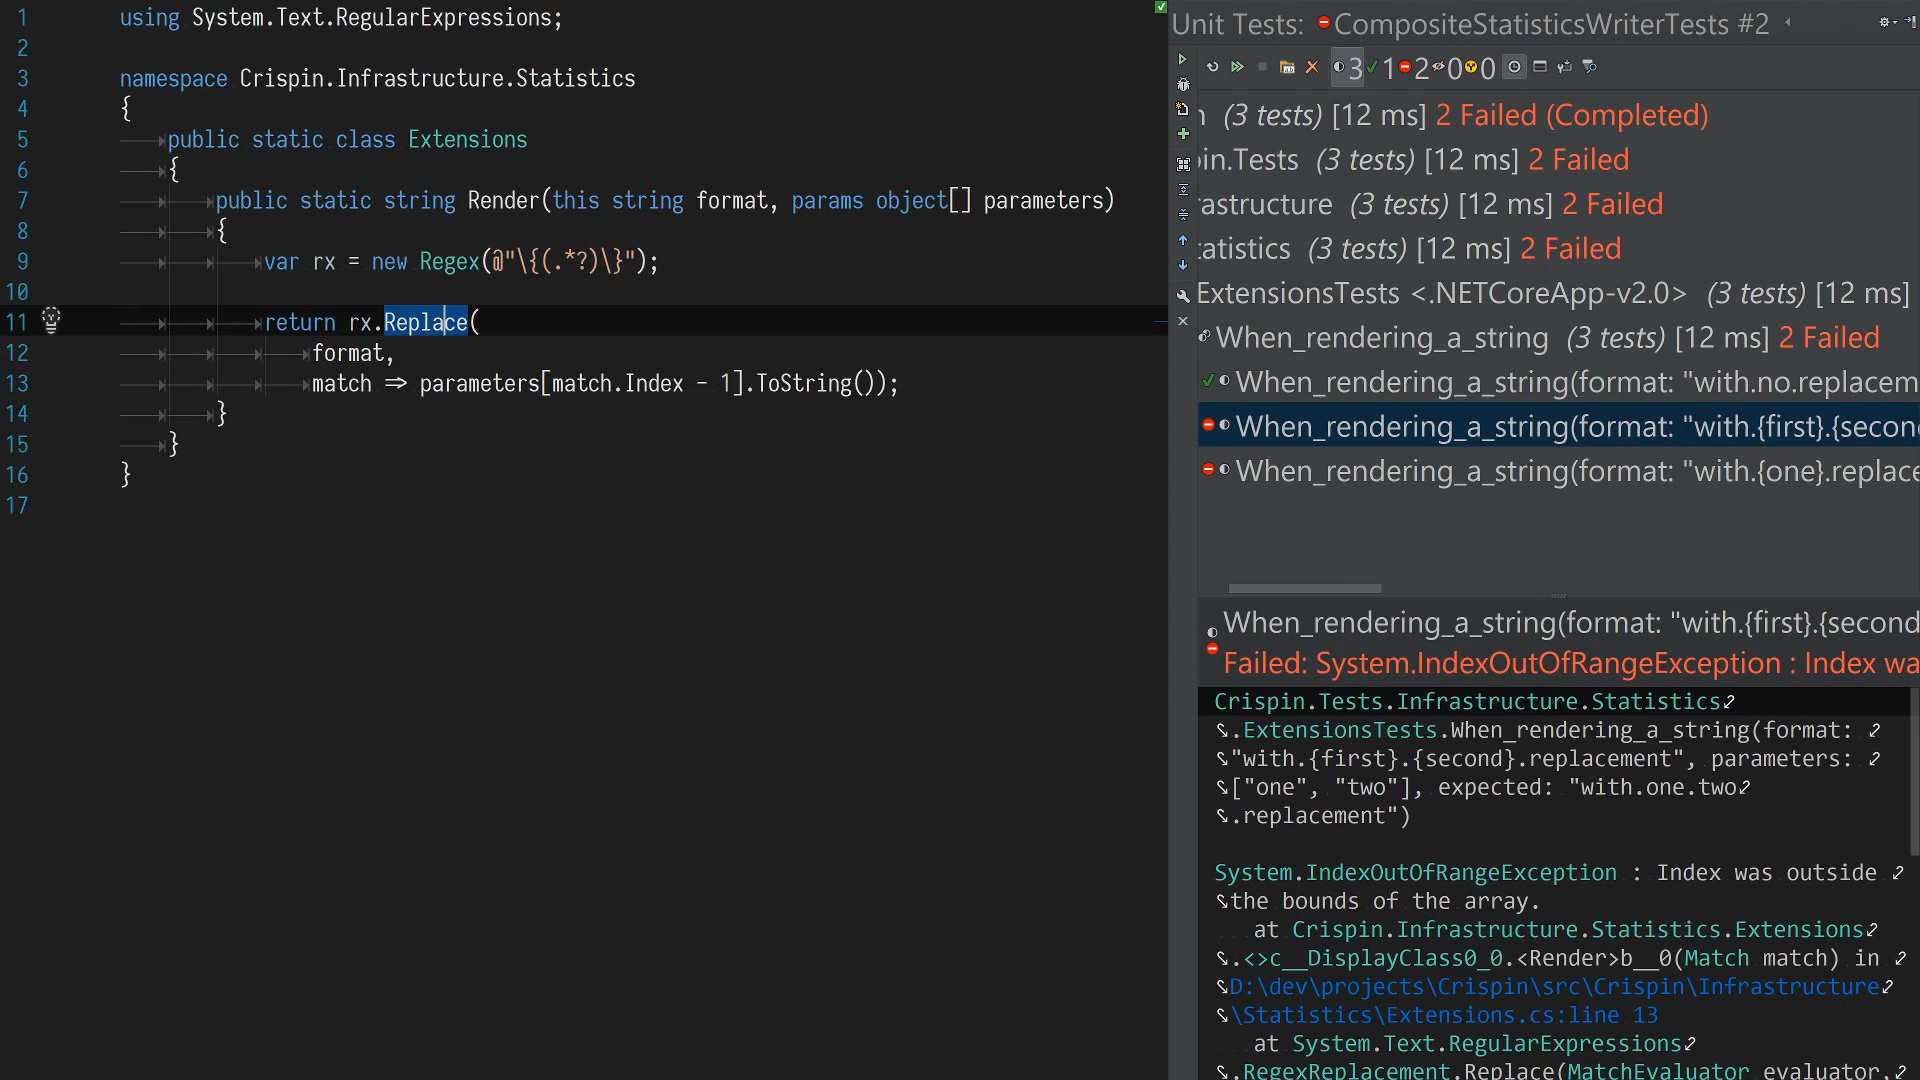 1 using System.Text.RegularExpressions;
2
3 namespace Crispin.Infrastructure.Statistics
4 {
5 public static class Extensions
6 {
7 public static string Render(this string format, params object[] parameters)
8 {
9 var rx = new Regex(@"\{(.*?)\}");
10
11 return rx.Replace(
12 format,
13 match => parameters[match.Index - 1].ToString());
14 }
15 }
16 }
17
Unit Tests: CompositeStatisticsWriterTests #2
3 1 2 0 0
n (3 tests) [12 ms] 2 Failed (Completed)
pin.Tests (3 tests) [12 ms] 2 Failed
rastructure (3 tests) [12 ms] 2 Failed
tatistics (3 tests) [12 ms] 2 Failed
ExtensionsTests <.NETCoreApp-v2.0> (3 tests) [12 ms]
When_rendering_a_string (3 tests) [12 ms] 2 Failed
When_rendering_a_string(format: "with.no.replacem
When_rendering_a_string(format: "with.{first}.{secon
When_rendering_a_string(format: "with.{one}.replace
When_rendering_a_string(format: "with.{first}.{second
Failed: System.IndexOutOfRangeException : Index wa
Crispin.Tests.Infrastructure.Statistics
.ExtensionsTests.When_rendering_a_string(format:
"with.{first}.{second}.replacement", parameters:
["one", "two"], expected: "with.one.two
.replacement")
System.IndexOutOfRangeException : Index was outside
the bounds of the array.
at Crispin.Infrastructure.Statistics.Extensions
.<>c__DisplayClass0_0.<Render>b__0(Match match) in
D:\dev\projects\Crispin\src\Crispin\Infrastructure
\Statistics\Extensions.cs:line 13
at System.Text.RegularExpressions
.RegexReplacement.Replace(MatchEvaluator evaluator,